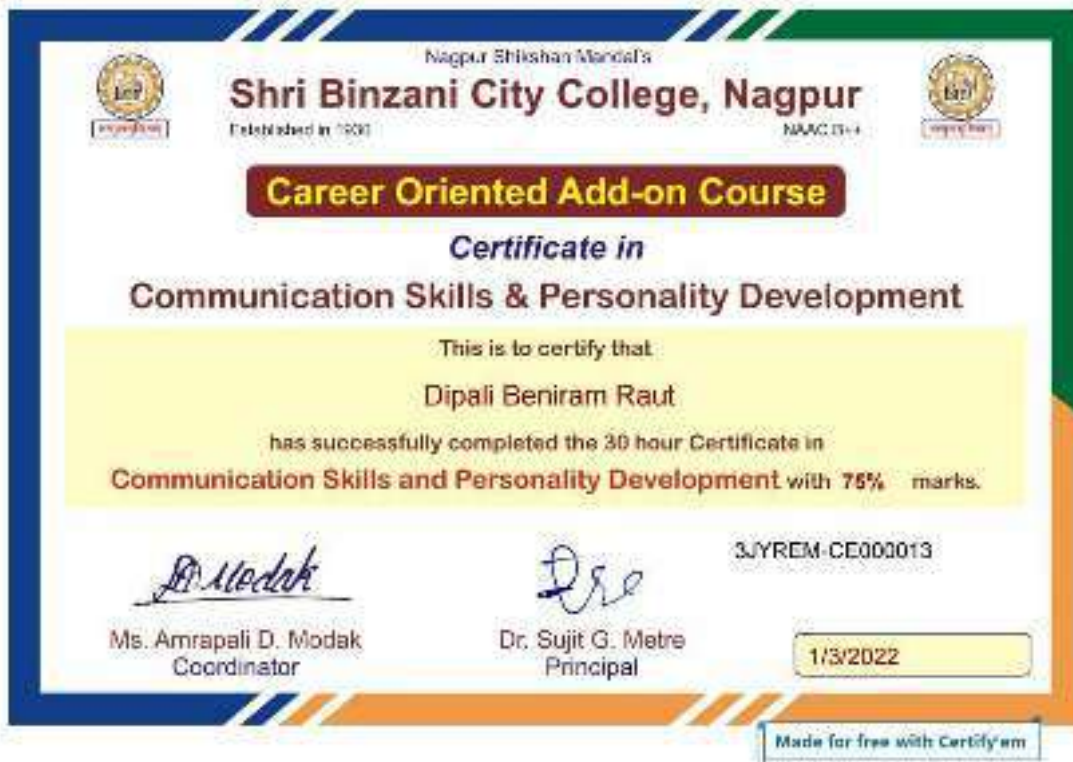 Nagpur Shikshan Mandal's
Shri Binzani City College, Nagpur
Established in 1930
NAAC B++
Career Oriented Add-on Course
Certificate in
Communication Skills & Personality Development
This is to certify that
Dipali Beniram Raut
has successfully completed the 30 hour Certificate in
Communication Skills and Personality Development with 75% marks.
3JYREM-CE000013
Modak
Ms. Amrapali D. Modak
Coordinator
Dr. Sujit G. Metre
Principal
1/3/2022
Made for free with Certify'em